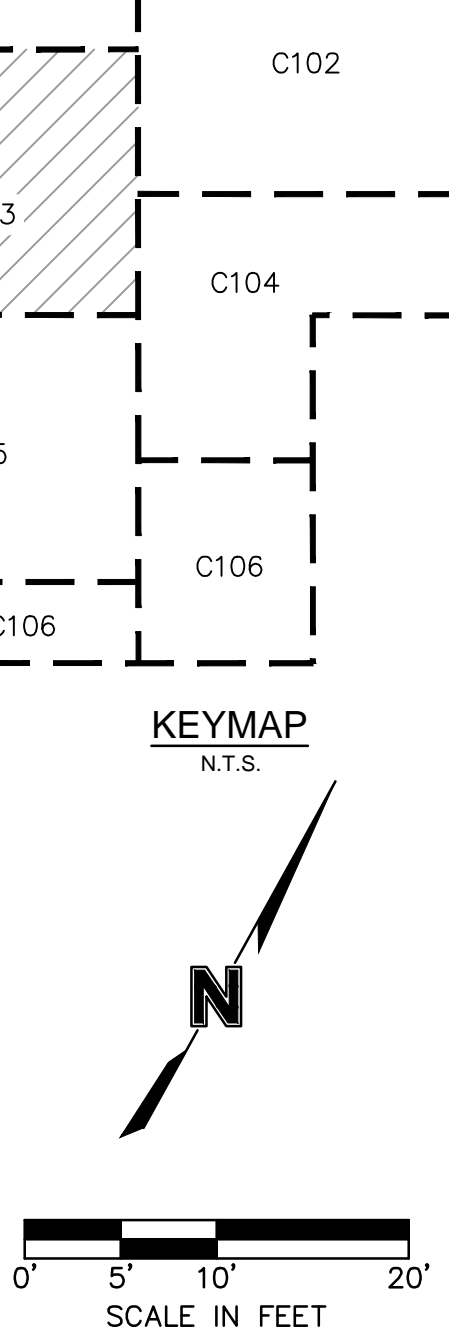 C102
3
C104
5
C106
C106
KEYMAP
N.T.S.
N
0' 5' 10' 20'
SCALE IN FEET